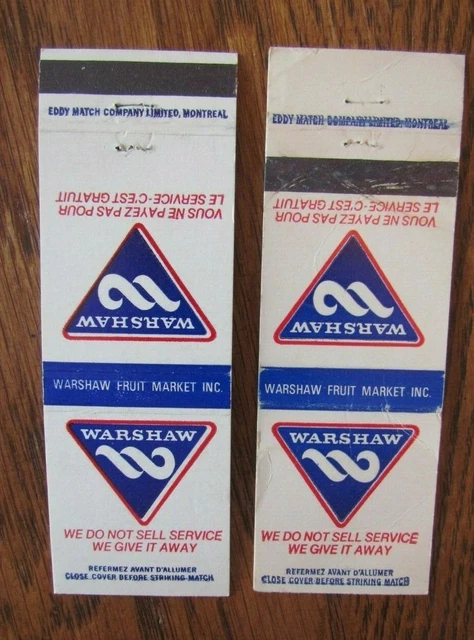 EDDY MATCH COMPANY LIMITED, MONTREAL
VOUS NE PAYEZ PAS POUR
LE SERVICE - C'EST GRATUIT
WARSHAW
WARSHAW FRUIT MARKET INC.
WARSHAW
WE DO NOT SELL SERVICE
WE GIVE IT AWAY
REFERMEZ AVANT D'ALLUMER
CLOSE COVER BEFORE STRIKING MATCH
EDDY MATCH COMPANY LIMITED, MONTREAL
VOUS NE PAYEZ PAS POUR
LE SERVICE - C'EST GRATUIT
WARSHAW
WARSHAW FRUIT MARKET INC.
WARSHAW
WE DO NOT SELL SERVICE
WE GIVE IT AWAY
REFERMEZ AVANT D'ALLUMER
CLOSE COVER BEFORE STRIKING MATCH